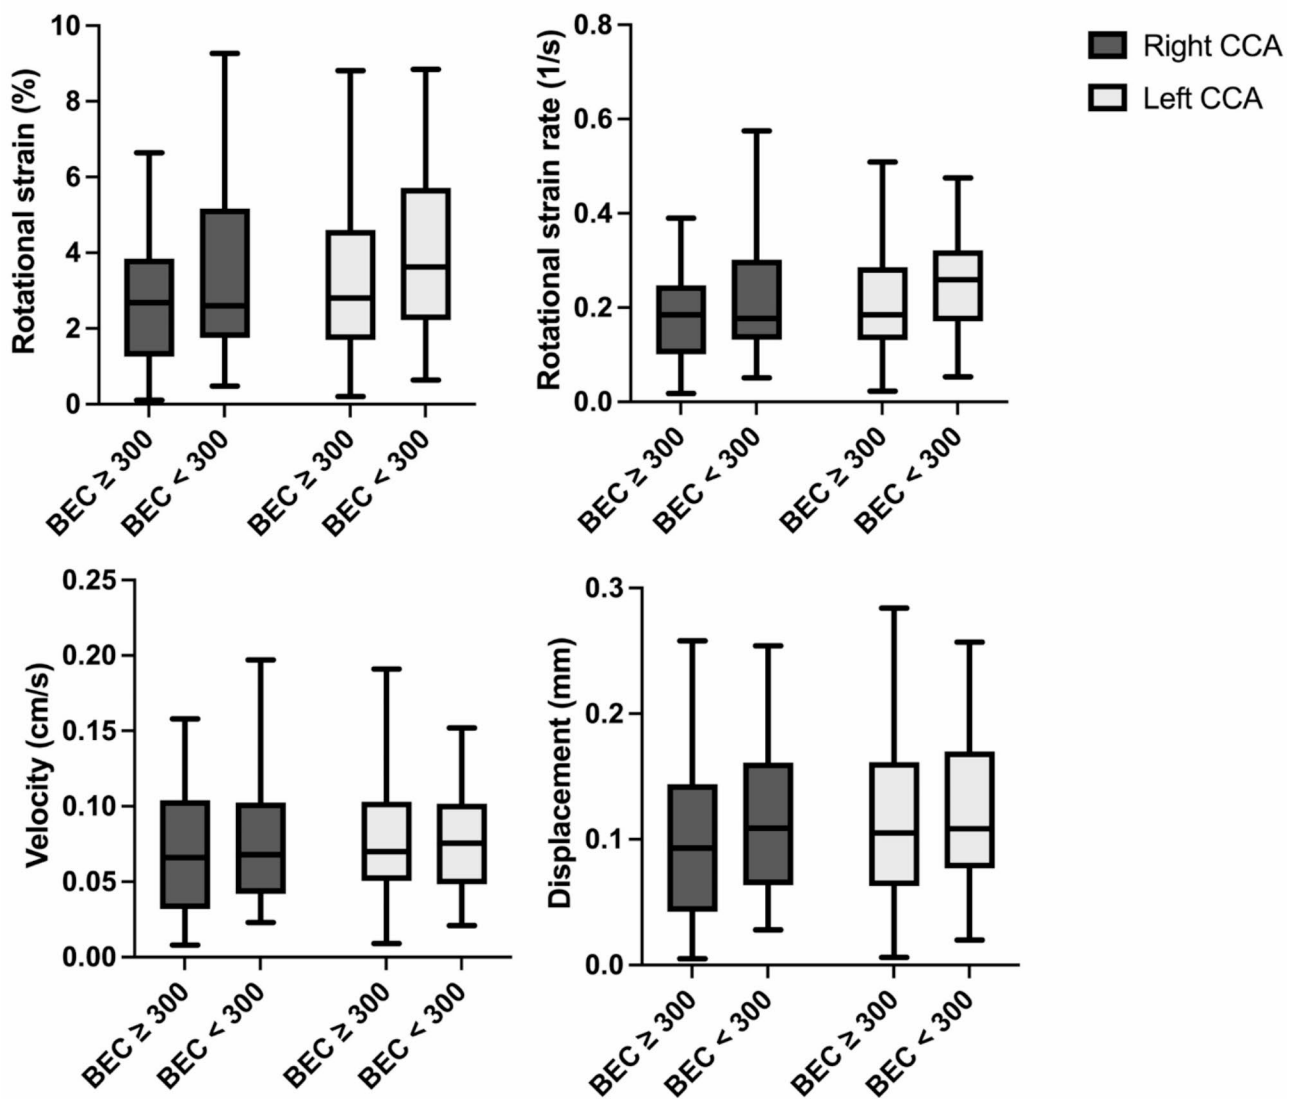 Rotational strain (%)
10
8
6
4
2
0
BEC ≥ 300
BEC < 300
BEC ≥ 300
BEC < 300
Rotational strain rate (1/s)
0.8
0.6
0.4
0.2
0.0
BEC ≥ 300
BEC < 300
BEC ≥ 300
BEC < 300
Right CCA
Left CCA
Velocity (cm/s)
0.25
0.20
0.15
0.10
0.05
0.00
BEC ≥ 300
BEC < 300
BEC ≥ 300
BEC < 300
Displacement (mm)
0.3
0.2
0.1
0.0
BEC ≥ 300
BEC < 300
BEC ≥ 300
BEC < 300